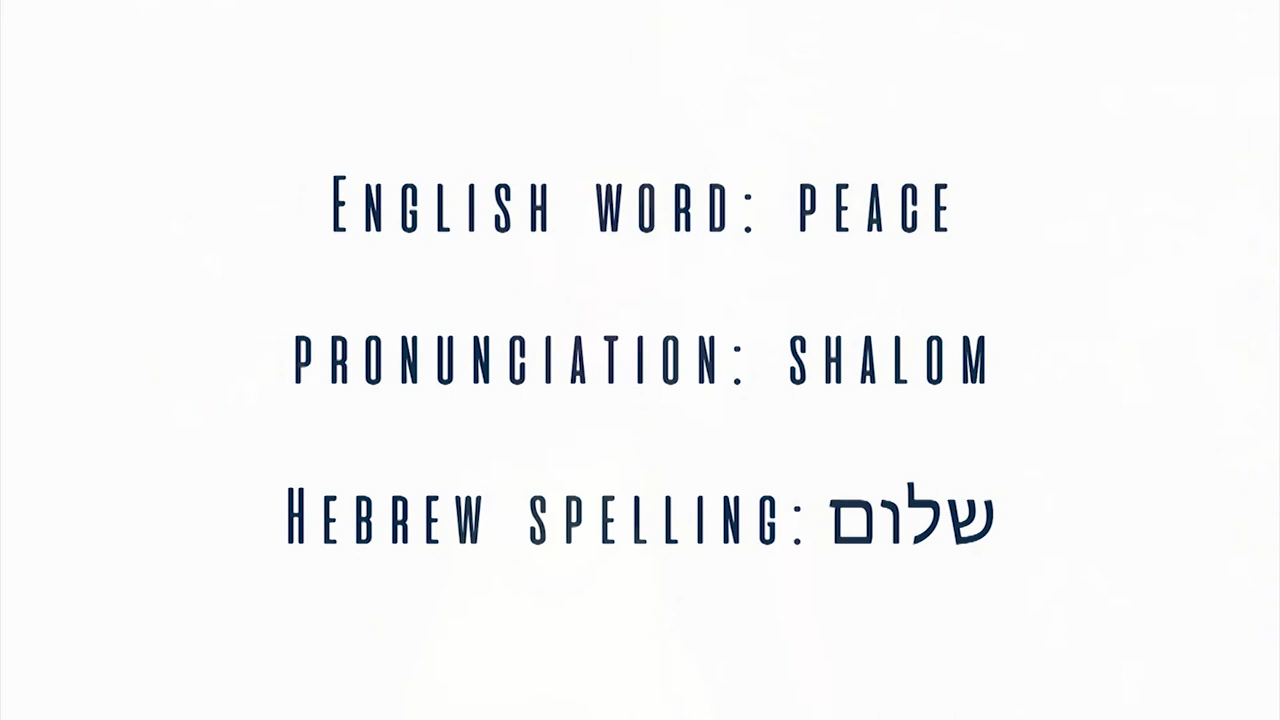 English word: peace
pronunciation: shalom
Hebrew spelling: שלום